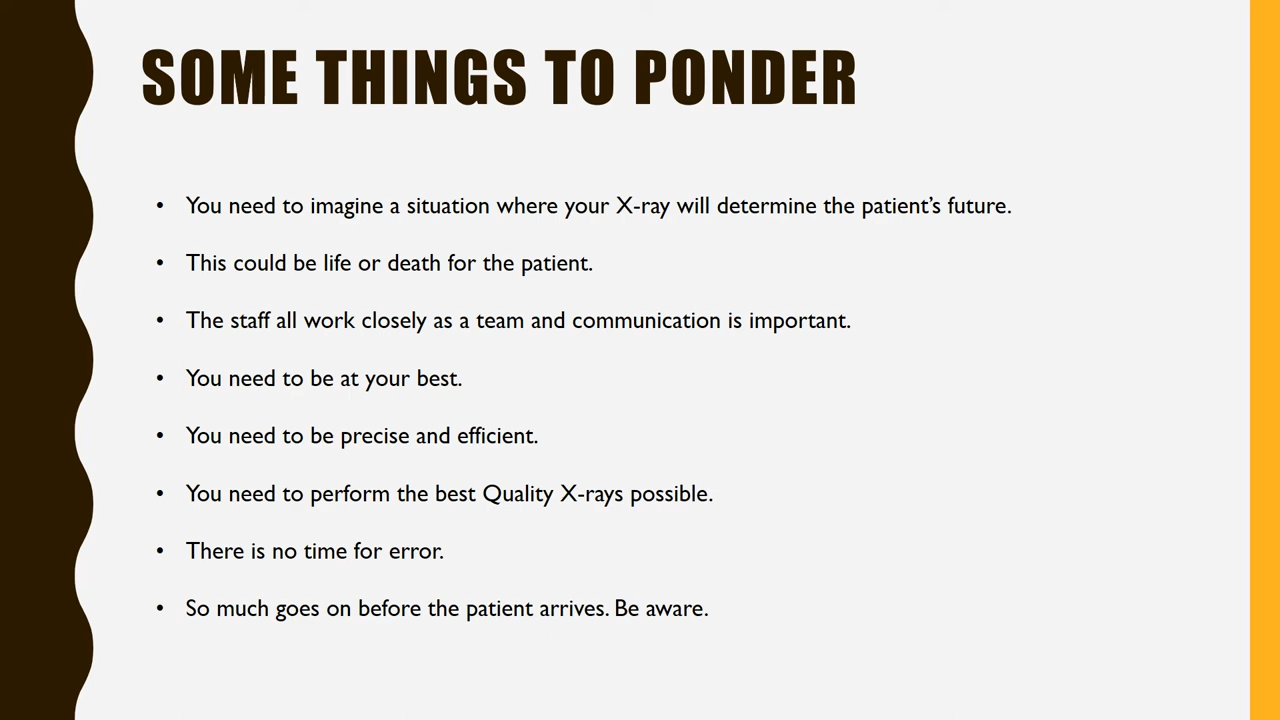 SOME THINGS TO PONDER
• You need to imagine a situation where your X-ray will determine the patient’s future.
• This could be life or death for the patient.
• The staff all work closely as a team and communication is important.
• You need to be at your best.
• You need to be precise and efficient.
• You need to perform the best Quality X-rays possible.
• There is no time for error.
• So much goes on before the patient arrives. Be aware.